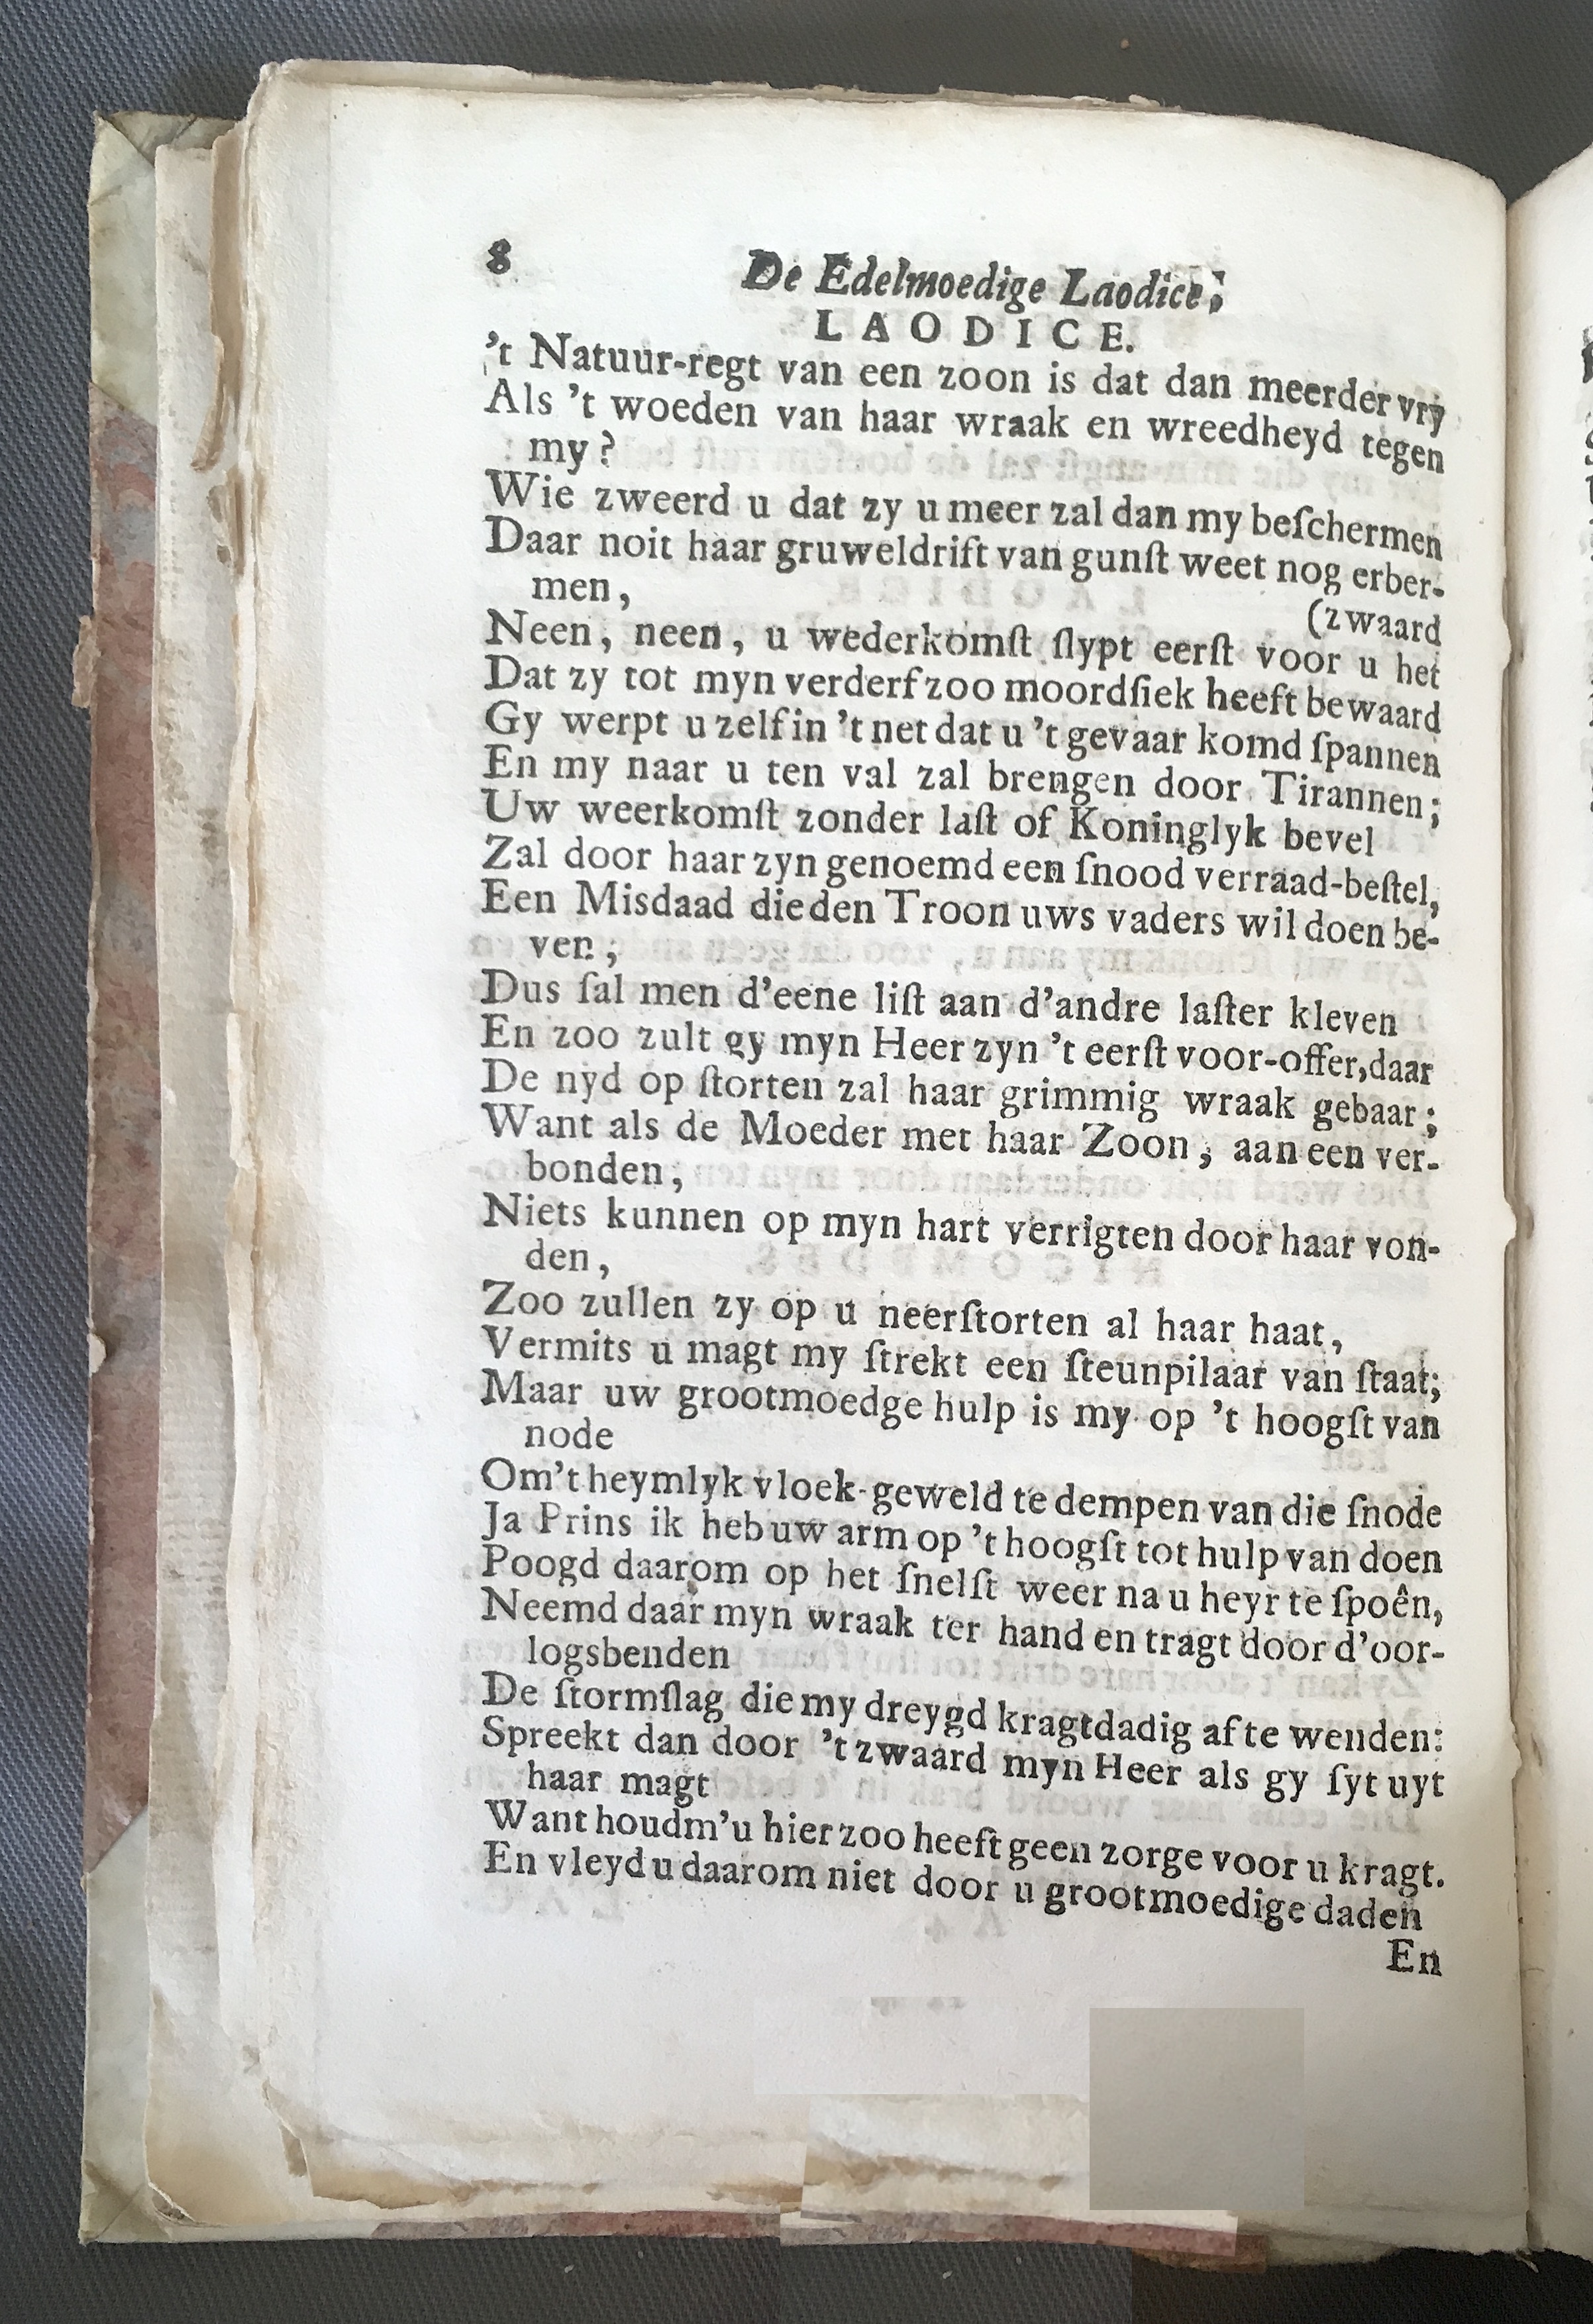 8
De Edelmoedige Laodice;
LAODICE.
't Natuur-regt van een zoon is dat dan meerder vry
Als 't woeden van haar wraak en wreedheyd tegen
my?
Wie zweerd u dat zy u meer zal dan my beſchermen
Daar noit haar gruweldrift van gunſt weet nog erber-
men,
(zwaard
Neen, neen, u wederkomſt ſlypt eerſt voor u het
Dat zy tot myn verderf zoo moordſiek heeft bewaard
Gy werpt u zelf in 't net dat u 't gevaar komd ſpannen
En my naar u ten val zal brengen door Tirannen;
Uw weerkomſt zonder laſt of Koninglyk bevel
Zal door haar zyn genoemd een ſnood verraad-beſtel,
Een Misdaad die den Troon uws vaders wil doen be-
ven;
Dus ſal men d'eene liſt aan d'andre laſter kleven
En zoo zult gy myn Heer zyn 't eerſt voor-offer, daar
De nyd op ſtorten zal haar grimmig wraak gebaar;
Want als de Moeder met haar Zoon, aan een ver-
bonden,
Niets kunnen op myn hart verrigten door haar von-
den,
Zoo zullen zy op u neerſtorten al haar haat,
Vermits u magt my ſtrekt een ſteunpilaar van ſtaat;
Maar uw grootmoedge hulp is my op 't hoogſt van
node
Om 't heymlyk vloek-geweld te dempen van die ſnode
Ja Prins ik heb uw arm op 't hoogſt tot hulp van doen
Poogd daarom op het ſnelſt weer na u heyr te ſpoên,
Neemd daar myn wraak ter hand en tragt door d'oor-
logsbenden
De ſtormſlag die my dreygd kragtdadig af te wenden:
Spreekt dan door 't zwaard myn Heer als gy ſyt uyt
haar magt
Want houd m'u hier zoo heeft geen zorge voor u kragt.
En vleyd u daarom niet door u grootmoedige daden
En